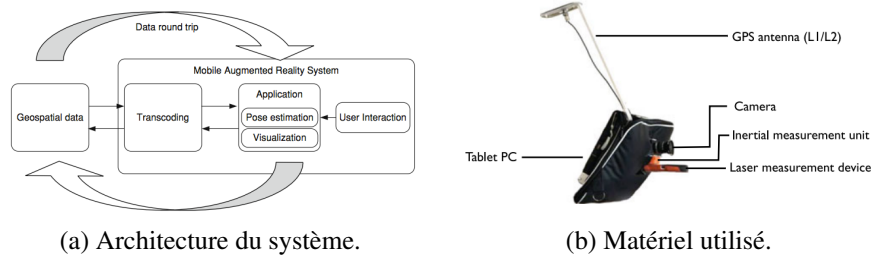 Data round trip
Mobile Augmented Reality System
Geospatial data
Transcoding
Application
Pose estimation
Visualization
User Interaction
(a) Architecture du système.
GPS antenna (L1/L2)
Camera
Inertial measurement unit
Tablet PC
Laser measurement device
(b) Matériel utilisé.